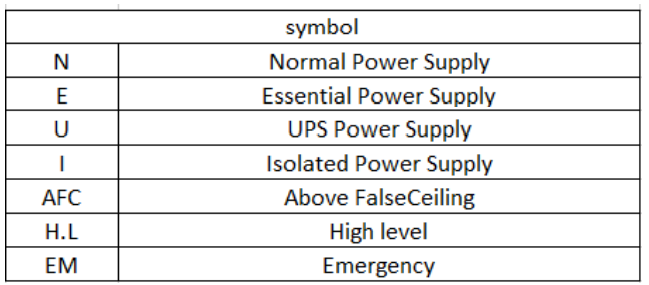 symbol
N Normal Power Supply
E Essential Power Supply
U UPS Power Supply
I Isolated Power Supply
AFC Above FalseCeiling
H.L High level
EM Emergency